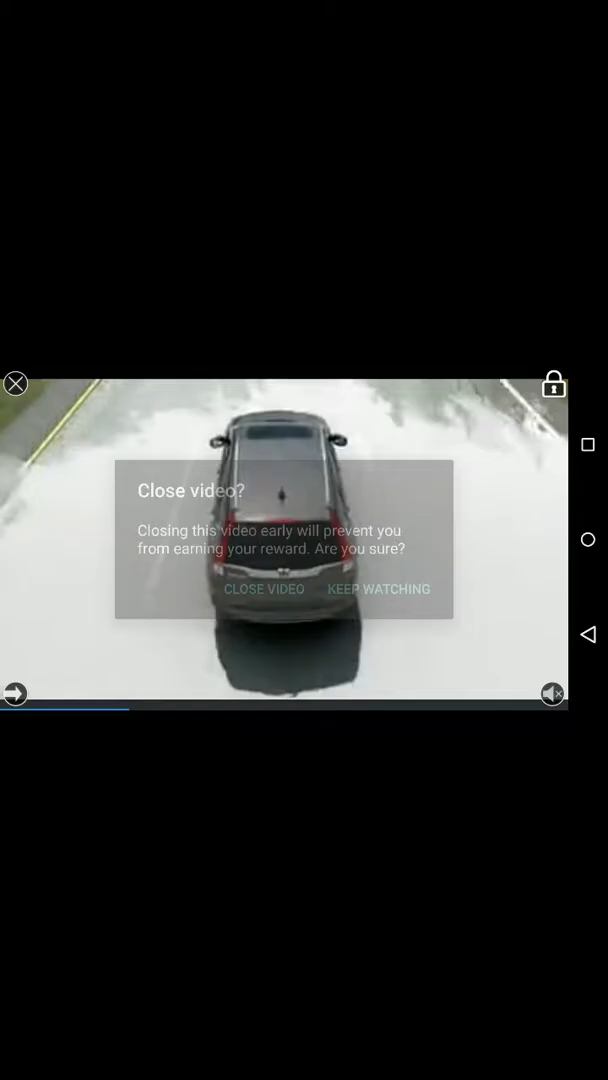 Close video?
Closing this video early will prevent you
from earning your reward. Are you sure?
CLOSE VIDEO KEEP WATCHING